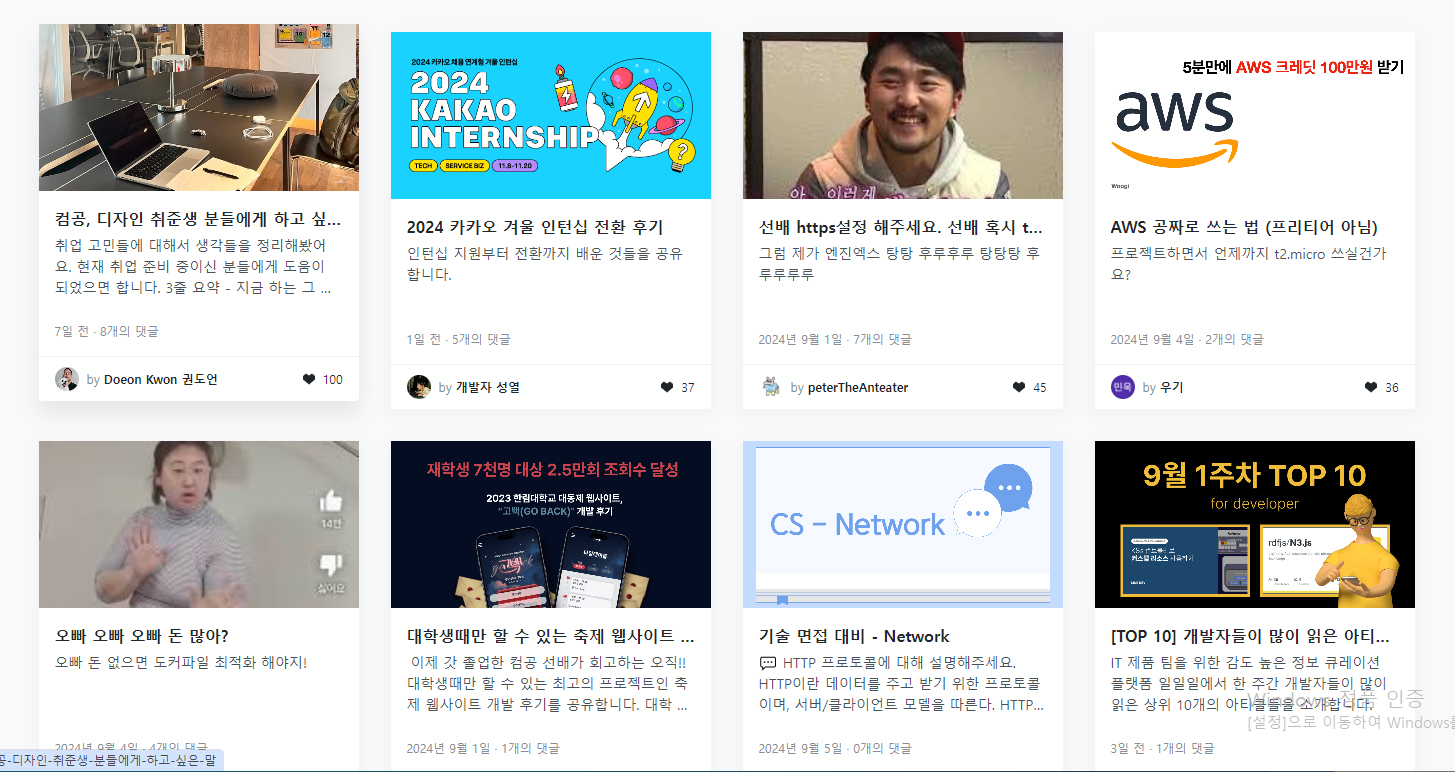 컴공, 디자인 취준생 분들에게 하고 싶...
취업 고민들에 대해서 생각들을 정리해봤어
요. 현재 취업 준비 중이신 분들에게 도움이
되었으면 합니다. 3줄 요약 - 지금 하는 그 ...
7일 전 · 8개의 댓글
by Doeon Kwon 권도언
100
2024 카카오 채용 연계형 겨울 인턴십
2024
KAKAO
INTERNSHIP
TECH
SERVICE BIZ
11.8-11.20
2024 카카오 겨울 인턴십 전환 후기
인턴십 지원부터 전환까지 배운 것들을 공유
합니다.
1일 전 · 5개의 댓글
by 개발자 성열
37
아 이렇게
선배 https설정 해주세요. 선배 혹시 t...
그럼 제가 엔진엑스 탕탕 후루후루 탕탕탕 후
루루루루
2024년 9월 1일 · 7개의 댓글
by peterTheAnteater
45
5분만에 AWS 크레딧 100만원 받기
aws
Woogi
AWS 공짜로 쓰는 법 (프리티어 아님)
프로젝트하면서 언제까지 t2.micro 쓰실건가
요?
2024년 9월 4일 · 2개의 댓글
민욱
by 우기
36
14만
싫어요
오빠 오빠 오빠 돈 많아?
오빠 돈 없으면 도커파일 최적화 해야지!
2024년 9월 4일 · 4개의 댓글
재학생 7천명 대상 2.5만회 조회수 달성
2023 한림대학교 대동제 웹사이트,
“고백(GO BACK)” 개발 후기
대학생때만 할 수 있는 축제 웹사이트 ...
이제 갓 졸업한 컴공 선배가 회고하는 오직!!
대학생때만 할 수 있는 최고의 프로젝트인 축
제 웹사이트 개발 후기를 공유합니다. 대학 ...
2024년 9월 1일 · 1개의 댓글
CS - Network
기술 면접 대비 - Network
💬 HTTP 프로토콜에 대해 설명해주세요.
HTTP이란 데이터를 주고 받기 위한 프로토콜
이며, 서버/클라이언트 모델을 따른다. HTTP...
2024년 9월 5일 · 0개의 댓글
9월 1주차 TOP 10
for developer
커스텀 리소스 사용하기
rdfjs/N3.js
[TOP 10] 개발자들이 많이 읽은 아티...
IT 제품 팀을 위한 감도 높은 정보 큐레이션
플랫폼 일일일에서 한 주간 개발자들이 많이
읽은 상위 10개의 아티클들을 소개합니다.
3일 전 · 1개의 댓글
Windows 정품 인증
[설정]으로 이동하여 Windows를
공-디자인-취준생-분들에게-하고-싶은-말